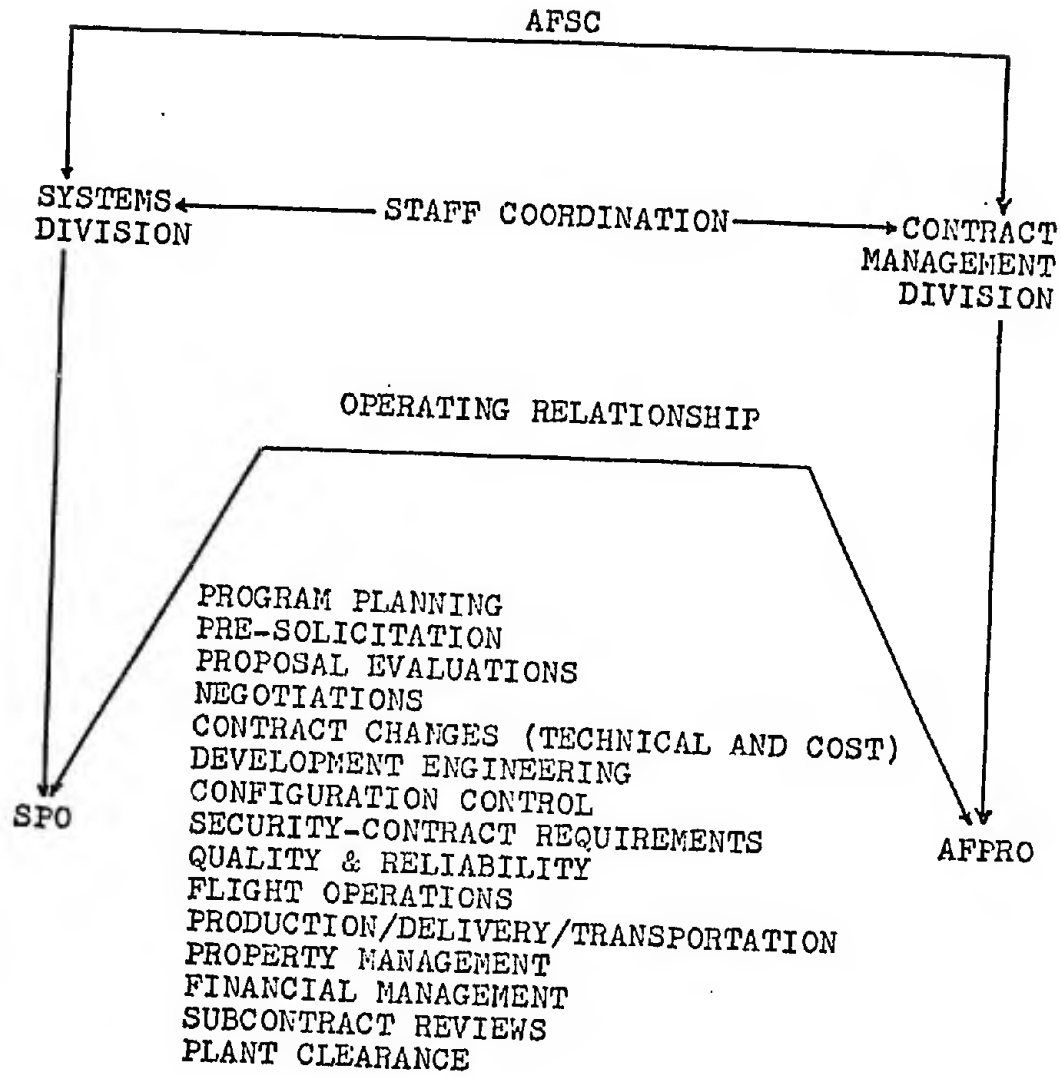 AFSC
SYSTEMS
DIVISION
STAFF COORDINATION
CONTRACT
MANAGEMENT
DIVISION
OPERATING RELATIONSHIP
PROGRAM PLANNING
PRE-SOLICITATION
PROPOSAL EVALUATIONS
NEGOTIATIONS
CONTRACT CHANGES (TECHNICAL AND COST)
DEVELOPMENT ENGINEERING
CONFIGURATION CONTROL
SECURITY-CONTRACT REQUIREMENTS
QUALITY & RELIABILITY
FLIGHT OPERATIONS
PRODUCTION/DELIVERY/TRANSPORTATION
PROPERTY MANAGEMENT
FINANCIAL MANAGEMENT
SUBCONTRACT REVIEWS
PLANT CLEARANCE
SPO
AFPRO